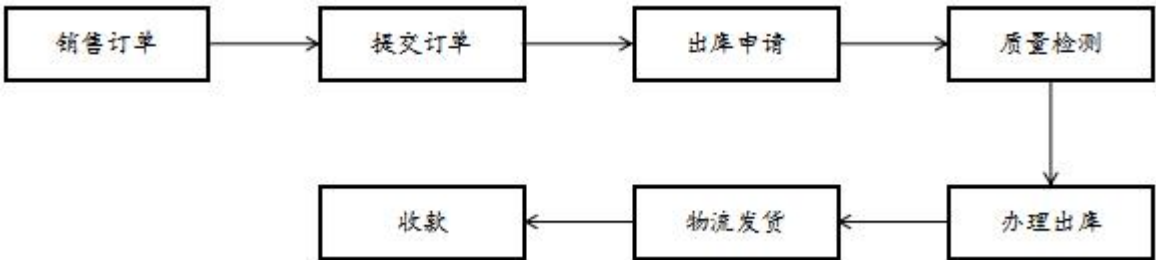 销售订单
提交订单
出库申请
质量检测
办理出库
物流发货
收款